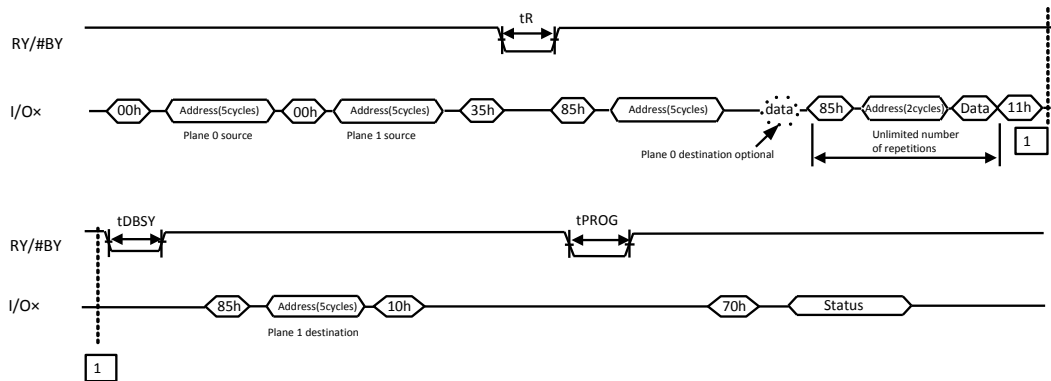 tR
RY/#BY
I/O× 00h Address(5cycles) 00h Address(5cycles) 35h 85h Address(5cycles) data 85h Address(2cycles) Data 11h
Plane 0 source Plane 1 source Plane 0 destination optional Unlimited number
of repetitions
1
tDBSY tPROG
RY/#BY
I/O× 85h Address(5cycles) 10h 70h Status
Plane 1 destination
1